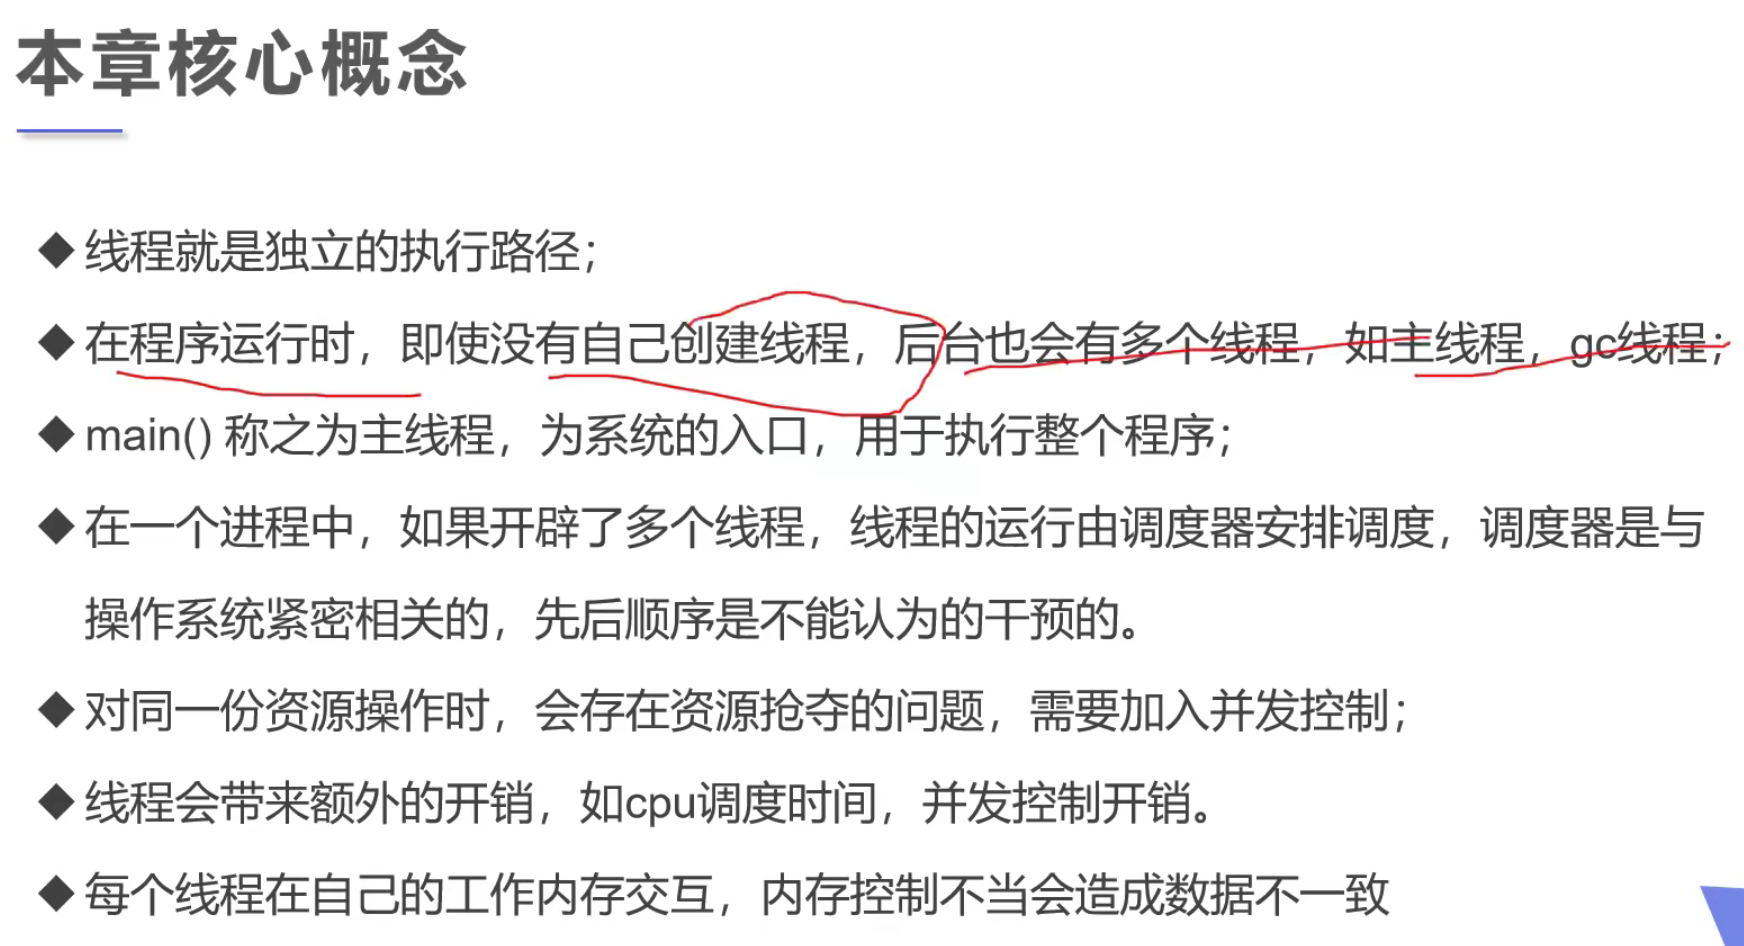 本章核心概念
◆线程就是独立的执行路径；
◆在程序运行时，即使没有自己创建线程，后台也会有多个线程，如主线程，gc线程；
◆main() 称之为主线程，为系统的入口，用于执行整个程序；
◆在一个进程中，如果开辟了多个线程，线程的运行由调度器安排调度，调度器是与
操作系统紧密相关的，先后顺序是不能认为的干预的。
◆对同一份资源操作时，会存在资源抢夺的问题，需要加入并发控制；
◆线程会带来额外的开销，如cpu调度时间，并发控制开销。
◆每个线程在自己的工作内存交互，内存控制不当会造成数据不一致